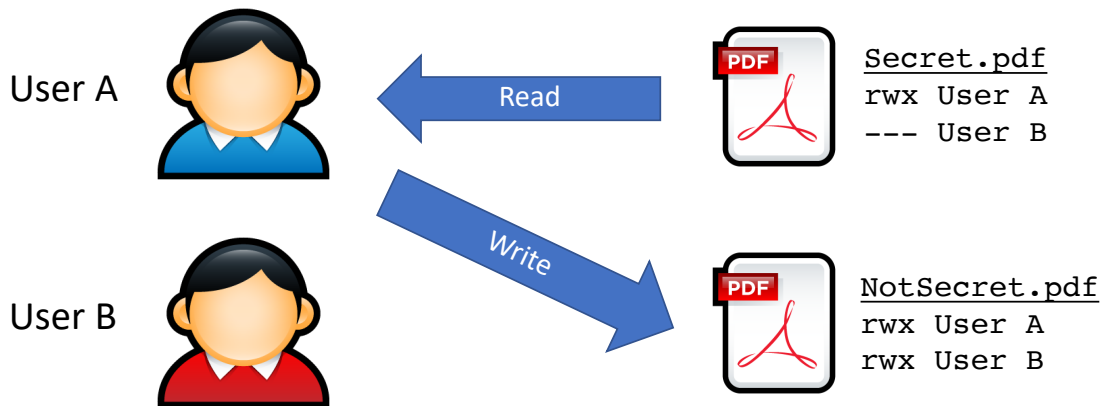 User A
Read
PDF
Secret.pdf
rwx User A
--- User B
Write
User B
PDF
NotSecret.pdf
rwx User A
rwx User B